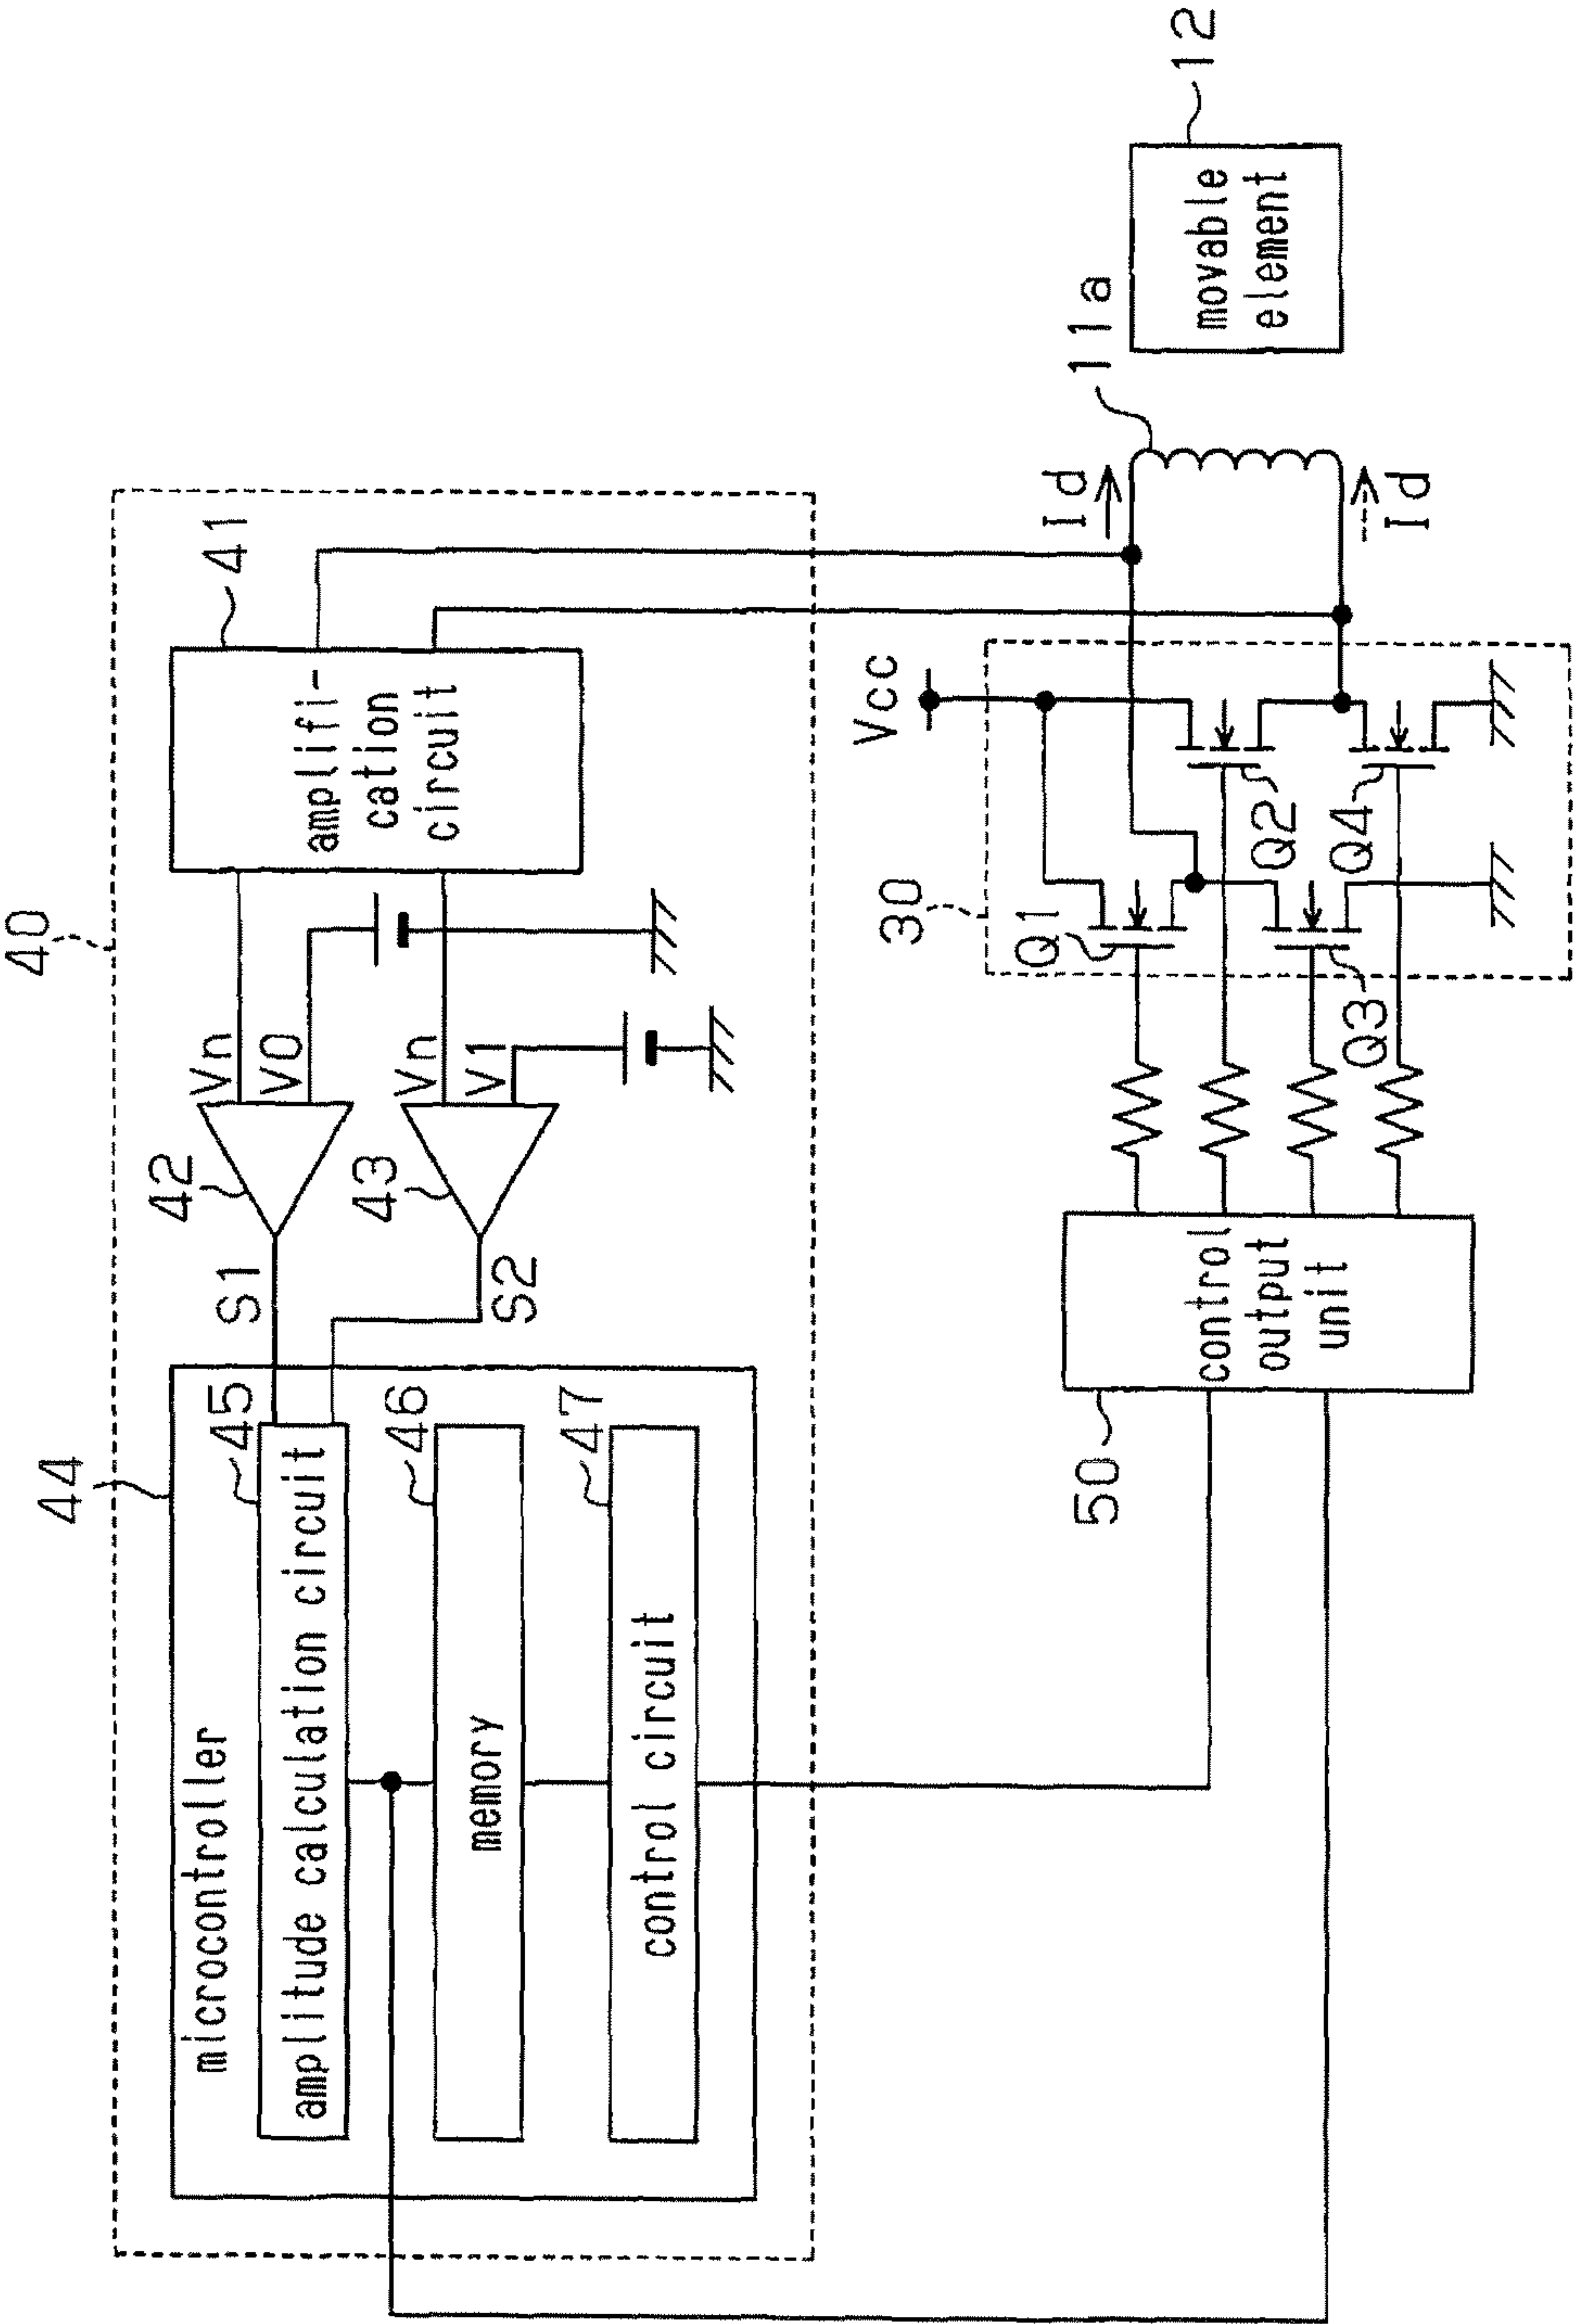 40
44
microcontroller
45
amplitude calculation circuit
46
memory
47
control circuit
S1
S2
42
43
Vn
V0
Vn
V1
41
amplifi-
cation
circuit
50
control
output
unit
30
Vcc
Q1
Q2
Q3
Q4
Id
Id
11a
12
movable
element